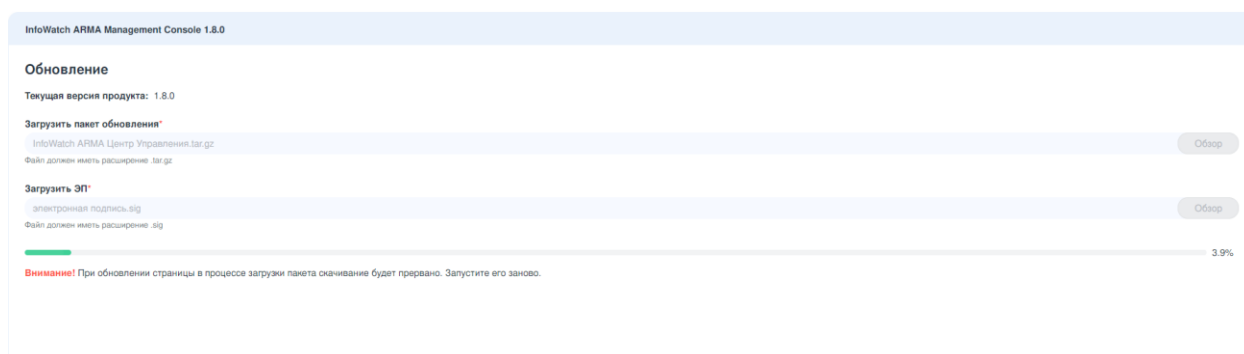 InfoWatch ARMA Management Console 1.8.0
Обновление
Текущая версия продукта: 1.8.0
Загрузить пакет обновления*
InfoWatch ARMA Центр Управления.tar.gz
Обзор
Файл должен иметь расширение .tar.gz
Загрузить ЭП*
электронная подпись.sig
Обзор
Файл должен иметь расширение .sig
3.9%
Внимание! При обновлении страницы в процессе загрузки пакета скачивание будет прервано. Запустите его заново.